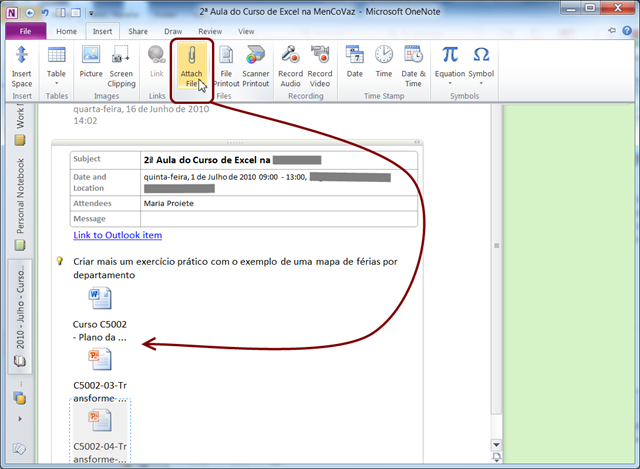 2ª Aula do Curso de Excel na MenCoVaz - Microsoft OneNote
File Home Insert Share Draw Review View
Insert Space
Table
Picture
Screen Clipping
Link
Attach File
File Printout
Scanner Printout
Record Audio
Record Video
Date
Time
Date & Time
Equation
Symbol
Insert Tables Images Links Files Recording Time Stamp Symbols
quarta-feira, 16 de Junho de 2010
14:02
Subject 2ª Aula do Curso de Excel na
Date and Location quinta-feira, 1 de Julho de 2010 09:00 - 13:00,
Attendees Maria Proiete
Message
Link to Outlook item
Criar mais um exercício prático com o exemplo de uma mapa de férias por
departamento
Curso C5002
- Plano da ...
C5002-03-Tr
ansforme-...
C5002-04-Tr
ansforme-...
Work
Personal Notebook
2010 - Julho - Curso...